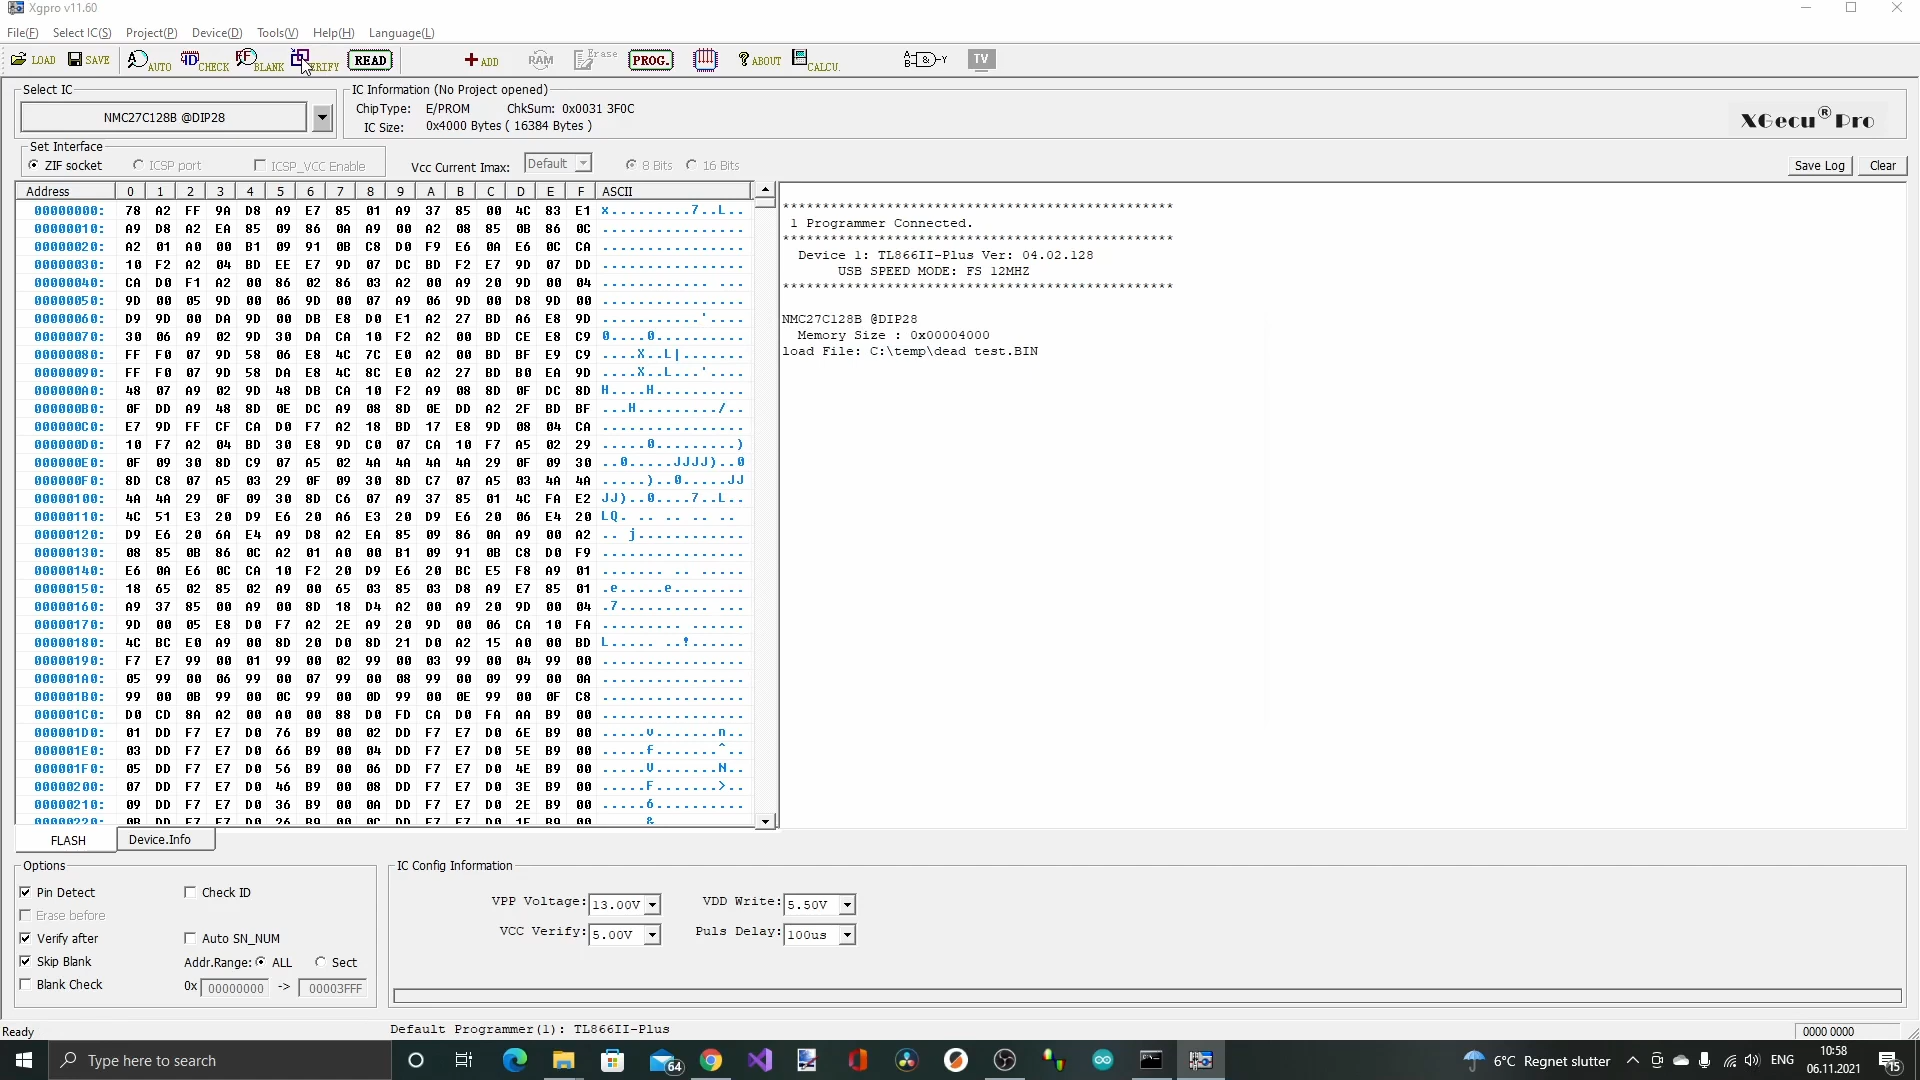 Xgpro v11.60
File(F) Select IC(S) Project(P) Device(D) Tools(V) Help(H) Language(L)
LOAD SAVE AUTO CHECK BLANK VERIFY READ ADD RAM Erase PROG. ABOUT CALCU. TV
Select IC
NMC27C128B @DIP28
IC Information (No Project opened)
ChipType: E/PROM ChkSum: 0x0031 3F0C
IC Size: 0x4000 Bytes ( 16384 Bytes )
XGecu® Pro
Set Interface
ZIF socket ICSP port ICSP_VCC Enable Vcc Current Imax: Default 8 Bits 16 Bits Save Log Clear
Address 0 1 2 3 4 5 6 7 8 9 A B C D E F ASCII
00000000: 78 A2 FF 9A D8 A9 E7 85 01 A9 37 85 00 4C 83 E1 x.........7..L..
00000010: A9 D8 A2 EA 85 09 86 0A A9 00 A2 08 85 0B 86 0C ................
00000020: A2 01 A0 00 B1 09 91 0B C8 D0 F9 E6 0A E6 0C CA ................
00000030: 10 F2 A2 04 BD EE E7 9D 07 DC BD F2 E7 9D 07 DD ................
00000040: CA D0 F1 A2 00 86 02 86 03 A2 00 A9 20 9D 00 04 ............ ...
00000050: 9D 00 05 9D 00 06 9D 00 07 A9 06 9D 00 D8 9D 00 ................
00000060: D9 9D 00 DA 9D 00 DB E8 D0 E1 A2 27 BD A6 E8 9D ...........'....
00000070: 30 06 A9 02 9D 30 DA CA 10 F2 A2 00 BD CE E8 C9 0....0..........
00000080: FF F0 07 9D 58 06 E8 4C 7C E0 A2 00 BD BF E9 C9 ....X..L|.......
00000090: FF F0 07 9D 58 DA E8 4C 8C E0 A2 27 BD B0 EA 9D ....X..L...'....
000000A0: 48 07 A9 02 9D 48 DB CA 10 F2 A9 08 8D 0F DC 8D H....H..........
000000B0: 0F DD A9 48 8D 0E DC A9 08 8D 0E DD A2 2F BD BF ...H........./..
000000C0: E7 9D FF CF CA D0 F7 A2 18 BD 17 E8 9D 08 04 CA ................
000000D0: 10 F7 A2 04 BD 30 E8 9D C0 07 CA 10 F7 A5 02 29 .....0.........)
000000E0: 0F 09 30 8D C9 07 A5 02 4A 4A 4A 4A 29 0F 09 30 ..0.....JJJJ)..0
000000F0: 8D C8 07 A5 03 29 0F 09 30 8D C7 07 A5 03 4A 4A .....)..0.....JJ
00000100: 4A 4A 29 0F 09 30 8D C6 07 A9 37 85 01 4C FA E2 JJ)..0....7..L..
00000110: 4C 51 E3 20 D9 E6 20 A6 E3 20 D9 E6 20 06 E4 20 LQ. .. .. .. .. 
00000120: D9 E6 20 6A E4 A9 D8 A2 EA 85 09 86 0A A9 00 A2 .. j............
00000130: 08 85 0B 86 0C A2 01 A0 00 B1 09 91 0B C8 D0 F9 ................
00000140: E6 0A E6 0C CA 10 F2 20 D9 E6 20 BC E5 F8 A9 01 ....... .. .....
00000150: 18 65 02 85 02 A9 00 65 03 85 03 D8 A9 E7 85 01 .e.....e........
00000160: A9 37 85 00 A9 00 8D 18 D4 A2 00 A9 20 9D 00 04 .7.......... ...
00000170: 9D 00 05 E8 D0 F7 A2 2E A9 20 9D 00 06 CA 10 FA ......... ......
00000180: 4C BC E0 A9 00 8D 20 D0 8D 21 D0 A2 15 A0 00 BD L..... ..!......
00000190: F7 E7 99 00 01 99 00 02 99 00 03 99 00 04 99 00 ................
000001A0: 05 99 00 06 99 00 07 99 00 08 99 00 09 99 00 0A ................
000001B0: 99 00 0B 99 00 0C 99 00 0D 99 00 0E 99 00 0F C8 ................
000001C0: D0 CD 8A A2 00 A0 00 88 D0 FD CA D0 FA AA B9 00 ................
000001D0: 01 DD F7 E7 D0 76 B9 00 02 DD F7 E7 D0 6E B9 00 .....v.......n..
000001E0: 03 DD F7 E7 D0 66 B9 00 04 DD F7 E7 D0 5E B9 00 .....f.......^..
000001F0: 05 DD F7 E7 D0 56 B9 00 06 DD F7 E7 D0 4E B9 00 .....V.......N..
00000200: 07 DD F7 E7 D0 46 B9 00 08 DD F7 E7 D0 3E B9 00 .....F.......>..
00000210: 09 DD F7 E7 D0 36 B9 00 0A DD F7 E7 D0 2E B9 00 .....6..........
00000220: 0B DD F7 E7 D0 26 B9 00 0C DD F7 E7 D0 1E B9 00 .....&..........
*************************************************
1 Programmer Connected.
*************************************************
Device 1: TL866II-Plus Ver: 04.02.128
USB SPEED MODE: FS 12MHZ
*************************************************
NMC27C128B @DIP28
Memory Size : 0x00004000
load File: C:\temp\dead test.BIN
FLASH Device.Info
Options
Pin Detect Check ID
Erase before
Verify after Auto SN_NUM
Skip Blank Addr.Range: ALL Sect
Blank Check 0x 00000000 -> 00003FFF
IC Config Information
VPP Voltage: 13.00V VDD Write: 5.50V
VCC Verify: 5.00V Puls Delay: 100us
Ready Default Programmer(1): TL866II-Plus 0000 0000
Type here to search 64 6°C Regnet slutter ENG 10:58 06.11.2021 15